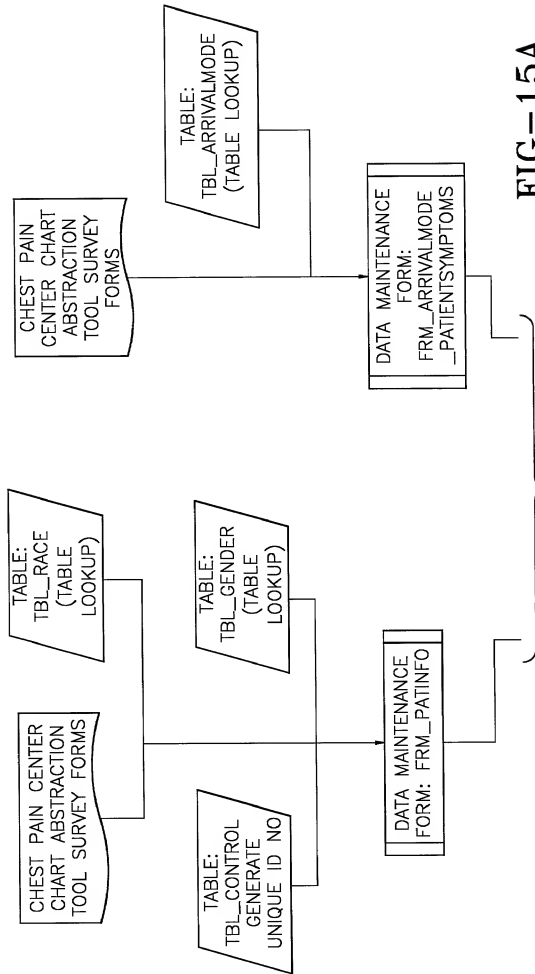 CHEST PAIN CENTER
CHART ABSTRACTION
TOOL SURVEY FORMS
TABLE:
TBL_RACE
(TABLE
LOOKUP)
TABLE:
TBL_CONTROL
GENERATE
UNIQUE ID NO
TABLE:
TBL_GENDER
(TABLE
LOOKUP)
DATA MAINTENANCE
FORM: FRM_PATINFO
CHEST PAIN
CENTER CHART
ABSTRACTION
TOOL SURVEY
FORMS
TABLE:
TBL_ARRIVALMODE
(TABLE LOOKUP)
DATA MAINTENANCE
FORM:
FRM_ARRIVALMODE
_PATIENTSYMPTOMS
FIG-15A